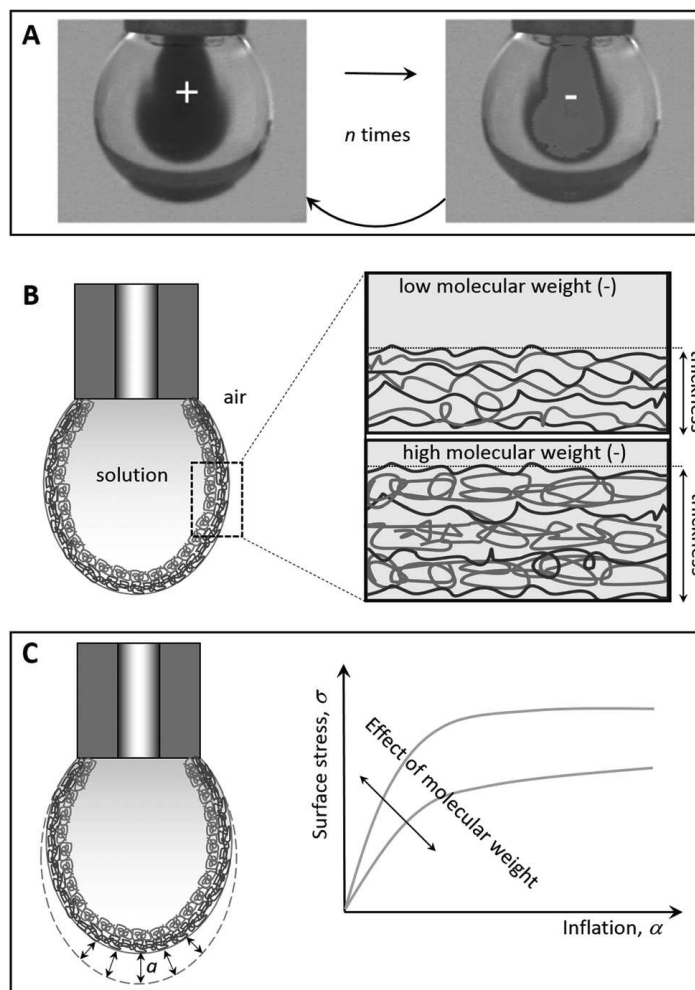 A
+
-
n times
B
air
solution
low molecular weight (-)
thickness
high molecular weight (-)
thickness
C
a
Surface stress, σ
Effect of molecular weight
Inflation, α